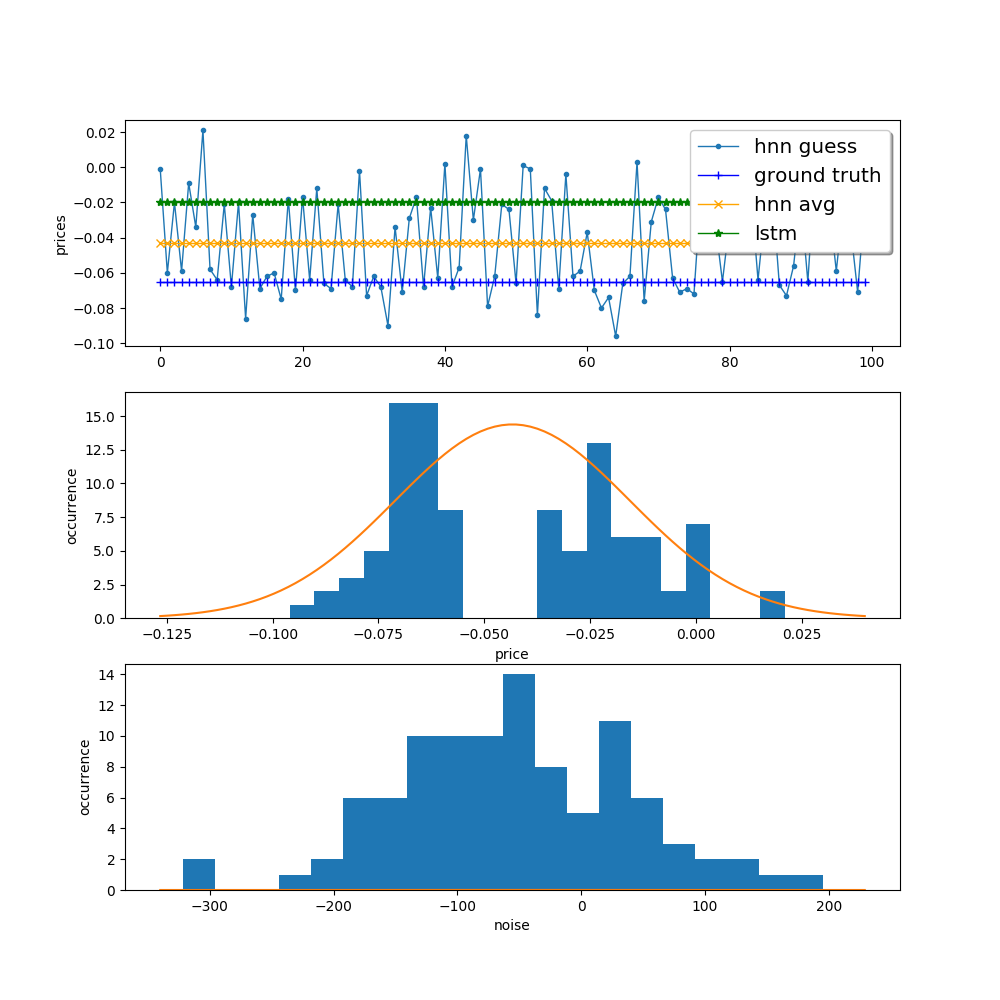 0.02
0.00
−0.02
−0.04
−0.06
−0.08
−0.10
prices
hnn guess
ground truth
hnn avg
lstm
0 20 40 60 80 100
15.0
12.5
10.0
7.5
5.0
2.5
0.0
occurrence
−0.125 −0.100 −0.075 −0.050 −0.025 0.000 0.025
price
14
12
10
8
6
4
2
0
occurrence
−300 −200 −100 0 100 200
noise